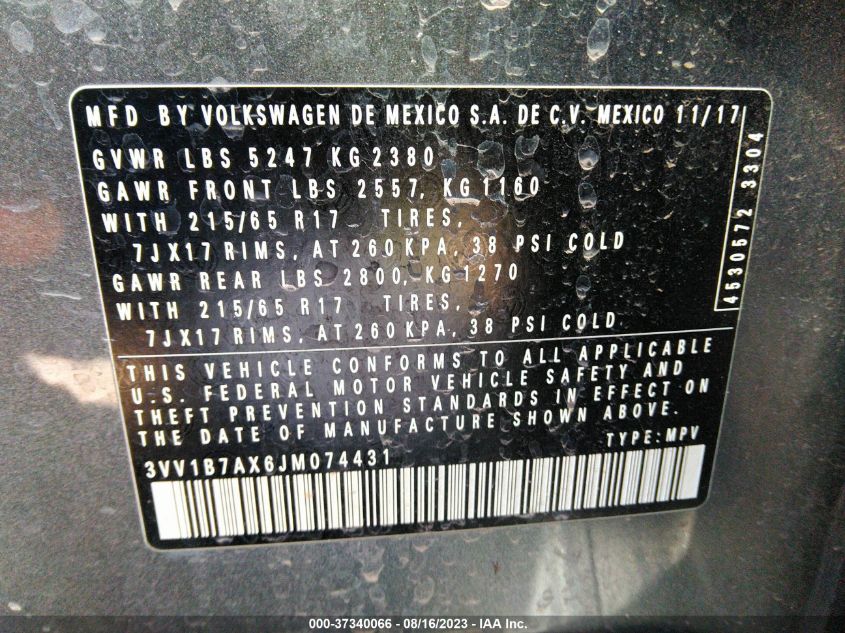 MFD BY VOLKSWAGEN DE MEXICO S.A. DE C.V. MEXICO 11/17
GVWR LBS 5247 KG 2380
GAWR FRONT LBS 2557, KG 1160
WITH 215/65 R17 TIRES,
7JX17 RIMS, AT 260 KPA, 38 PSI COLD
GAWR REAR LBS 2800, KG 1270
WITH 215/65 R17 TIRES,
7JX17 RIMS, AT 260 KPA, 38 PSI COLD.
4530572 3304
THIS VEHICLE CONFORMS TO ALL APPLICABLE
U.S. FEDERAL MOTOR VEHICLE SAFETY AND
THEFT PREVENTION STANDARDS IN EFFECT ON
THE DATE OF MANUFACTURE SHOWN ABOVE.
TYPE: MPV
3VV1B7AX6JM074431
000-37340066 - 08/16/2023 - IAA Inc.